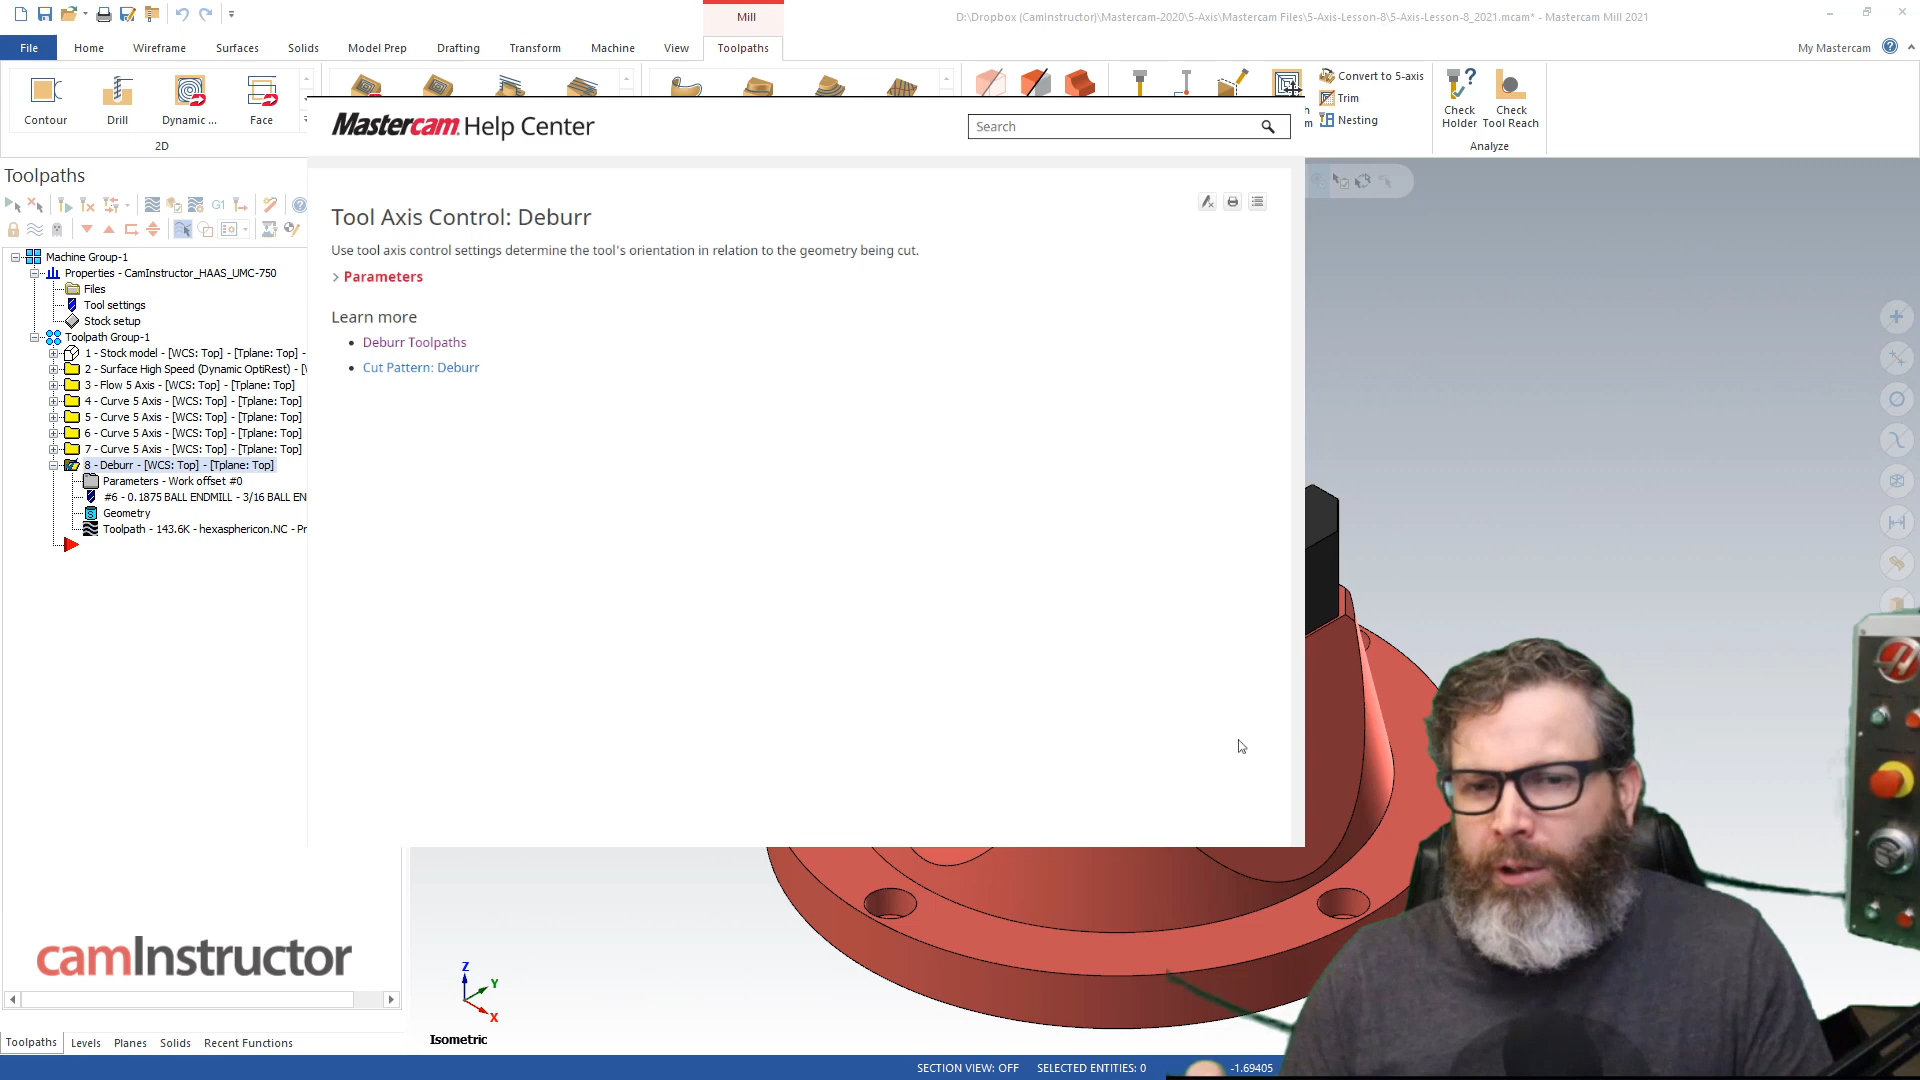 Mill
D:\Dropbox (CamInstructor)\Mastercam-2020\5-Axis\Mastercam Files\5-Axis-Lesson-8\5-Axis-Lesson-8_2021.mcam* - Mastercam Mill 2021
File
Home
Wireframe
Surfaces
Solids
Model Prep
Drafting
Transform
Machine
View
Toolpaths
My Mastercam
Contour
Drill
Dynamic ...
Face
2D
Convert to 5-axis
Trim
Nesting
Check Holder
Check Tool Reach
Analyze
Mastercam. Help Center
Search
Toolpaths
G1
Tool Axis Control: Deburr
Use tool axis control settings determine the tool's orientation in relation to the geometry being cut.
Parameters
Learn more
Deburr Toolpaths
Cut Pattern: Deburr
Machine Group-1
Properties - CamInstructor_HAAS_UMC-750
Files
Tool settings
Stock setup
Toolpath Group-1
1 - Stock model - [WCS: Top] - [Tplane: Top] -
2 - Surface High Speed (Dynamic OptiRest) - [
3 - Flow 5 Axis - [WCS: Top] - [Tplane: Top]
4 - Curve 5 Axis - [WCS: Top] - [Tplane: Top]
5 - Curve 5 Axis - [WCS: Top] - [Tplane: Top]
6 - Curve 5 Axis - [WCS: Top] - [Tplane: Top]
7 - Curve 5 Axis - [WCS: Top] - [Tplane: Top]
8 - Deburr - [WCS: Top] - [Tplane: Top]
Parameters - Work offset #0
#6 - 0.1875 BALL ENDMILL - 3/16 BALL EN
Geometry
Toolpath - 143.6K - hexasphericon.NC - Pr
camInstructor
Z
Y
X
Isometric
Toolpaths
Levels
Planes
Solids
Recent Functions
SECTION VIEW: OFF
SELECTED ENTITIES: 0
-1.69405